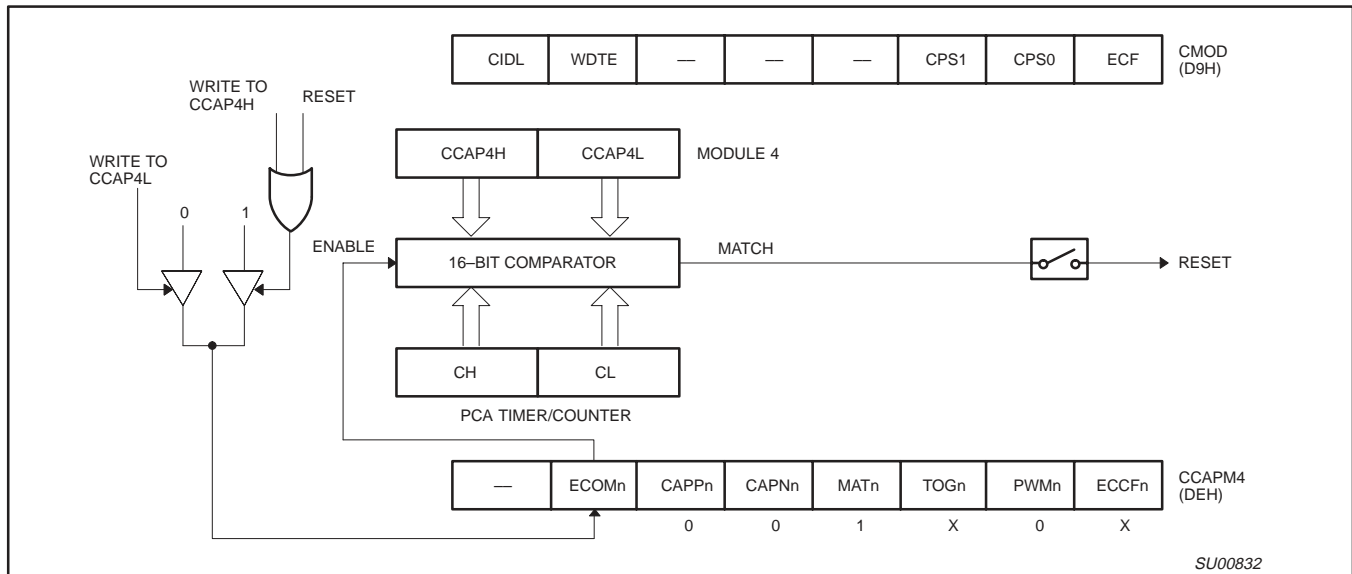 CIDL WDTE –– –– –– CPS1 CPS0 ECF
CMOD
(D9H)
WRITE TO
CCAP4H
RESET
CCAP4H CCAP4L MODULE 4
WRITE TO
CCAP4L
0 1
ENABLE
16–BIT COMPARATOR
MATCH
RESET
CH CL
PCA TIMER/COUNTER
–– ECOMn CAPPn CAPNn MATn TOGn PWMn ECCFn
CCAPM4
(DEH)
0 0 1 X 0 X
SU00832